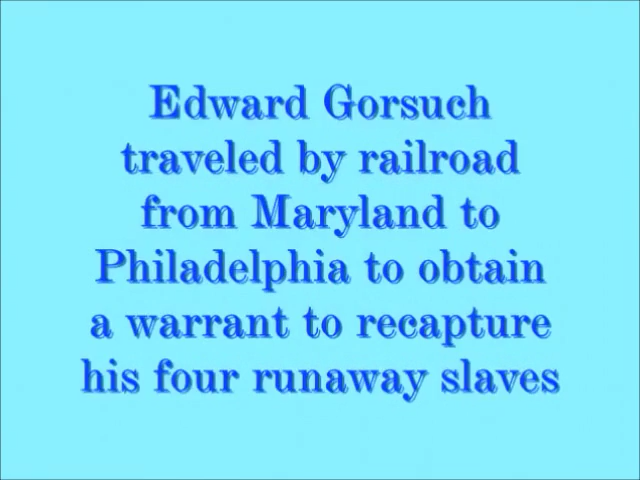 Edward Gorsuch
traveled by railroad
from Maryland to
Philadelphia to obtain
a warrant to recapture
his four runaway slaves